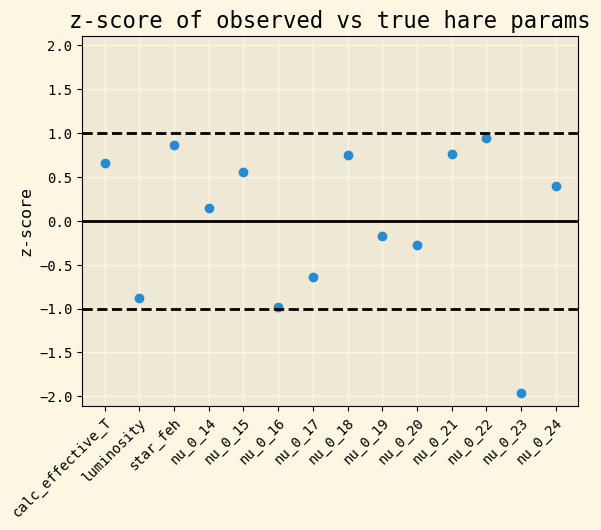 z-score of observed vs true hare params
z-score
2.0
1.5
1.0
0.5
0.0
−0.5
−1.0
−1.5
−2.0
calc_effective_T
luminosity
star_feh
nu_0_14
nu_0_15
nu_0_16
nu_0_17
nu_0_18
nu_0_19
nu_0_20
nu_0_21
nu_0_22
nu_0_23
nu_0_24